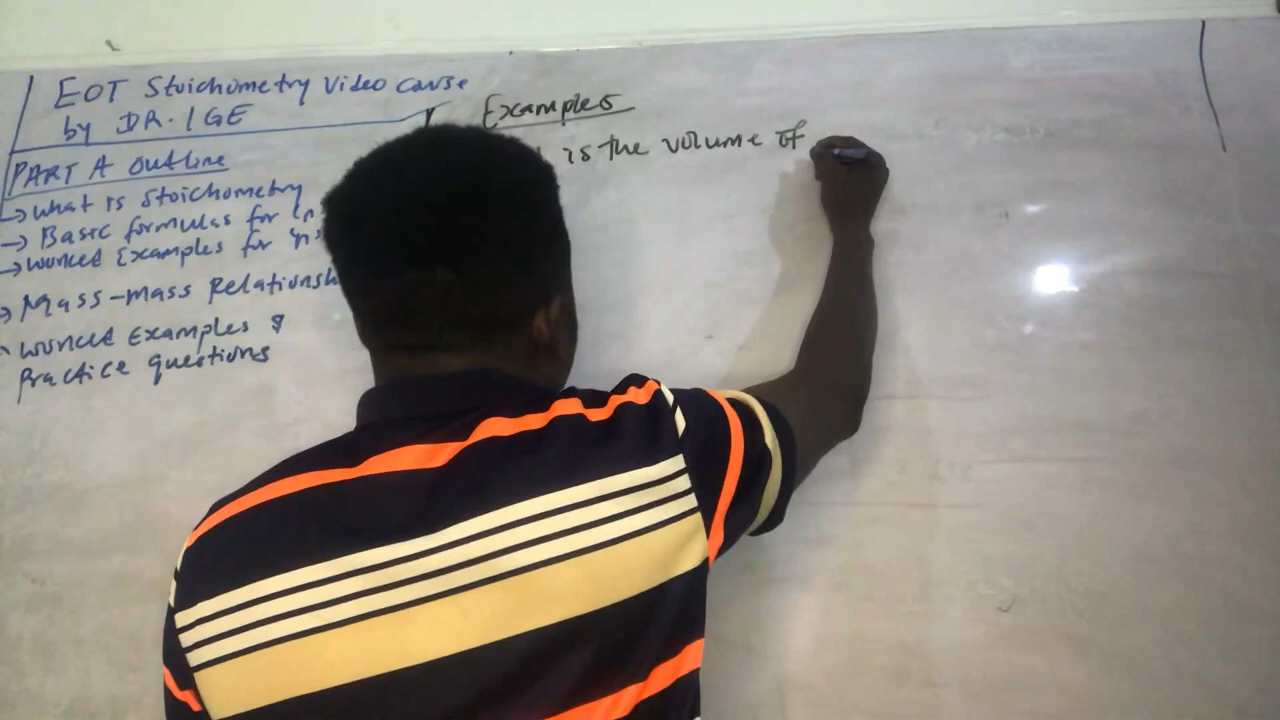 EOT Stoichometry Video cause
by DR. IGE
PART A outline
→ what is Stoichometry
→ Basic formulas for 'n
→ worked Examples for 'n'
→ Mass-mass Relationsh
worked Examples &
Practice questions
Examples
is the volume of